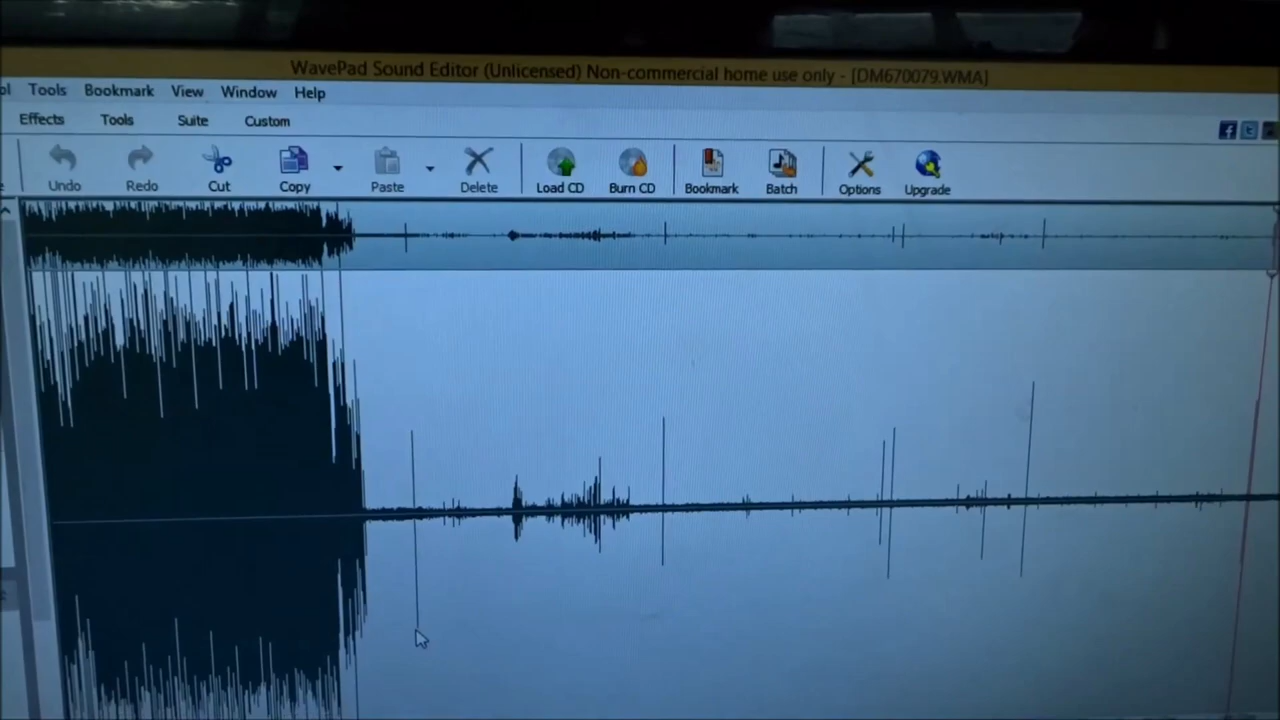 WavePad Sound Editor (Unlicensed) Non-commercial home use only - [DM670079.WMA]
Tools Bookmark View Window Help
Effects Tools Suite Custom
Undo Redo Cut Copy Paste Delete Load CD Burn CD Bookmark Batch Options Upgrade